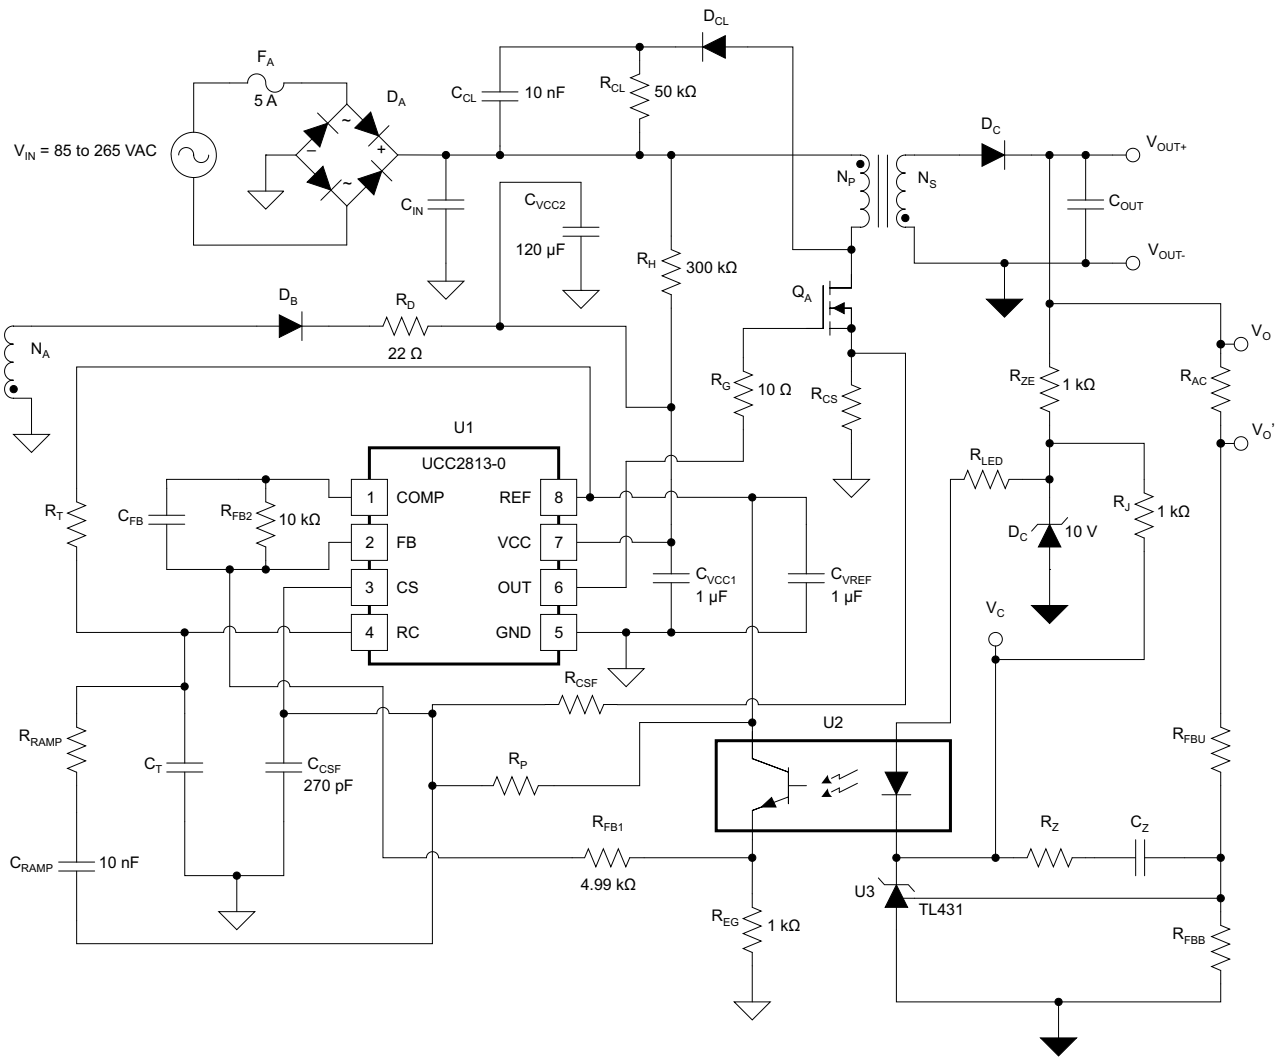 D_CL
F_A
5 A
D_A
C_CL
10 nF
R_CL
50 kΩ
V_IN = 85 to 265 VAC
~
−
+
~
D_C
V_OUT+
N_P
N_S
C_IN
C_VCC2
120 µF
C_OUT
V_OUT-
R_H
300 kΩ
Q_A
D_B
R_D
22 Ω
N_A
V_O
R_G
10 Ω
R_CS
R_ZE
1 kΩ
R_AC
V_O'
U1
UCC2813-0
R_LED
R_J
1 kΩ
R_T
C_FB
R_FB2
10 kΩ
1 COMP
REF 8
2 FB
VCC 7
3 CS
OUT 6
4 RC
GND 5
D_C
10 V
C_VCC1
1 µF
C_VREF
1 µF
V_C
R_CSF
U2
R_RAMP
C_T
C_CSF
270 pF
R_P
R_FBU
R_FB1
4.99 kΩ
R_Z
C_Z
C_RAMP
10 nF
U3
TL431
R_EG
1 kΩ
R_FBB